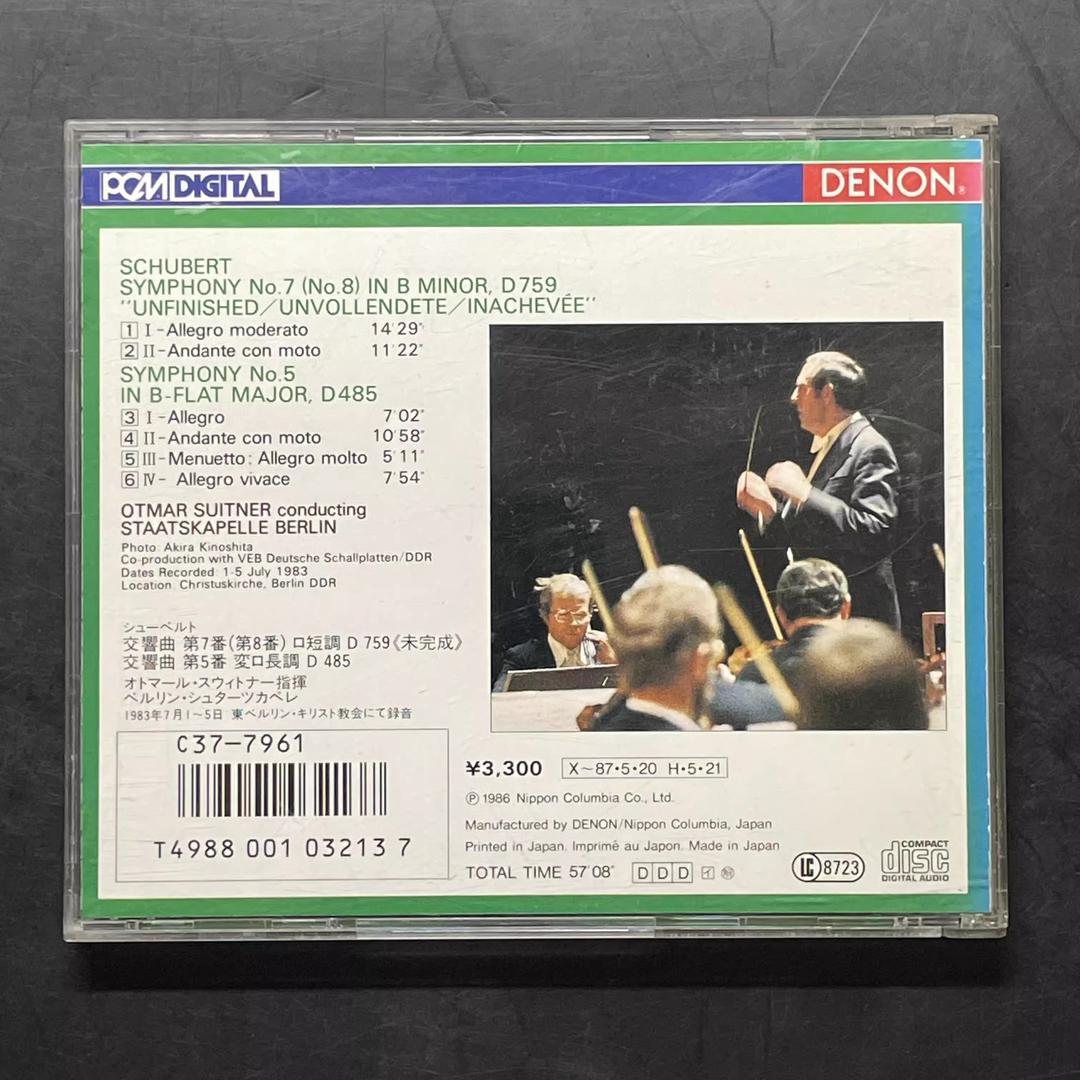 PCM DIGITAL
DENON®
SCHUBERT
SYMPHONY No.7 (No.8) IN B MINOR, D759
"UNFINISHED/UNVOLLENDETE/INACHEVÉE"
1 I-Allegro moderato 14'29"
2 II-Andante con moto 11'22"
SYMPHONY No.5
IN B-FLAT MAJOR, D485
3 I-Allegro 7'02"
4 II-Andante con moto 10'58"
5 III-Menuetto: Allegro molto 5'11"
6 IV- Allegro vivace 7'54"
OTMAR SUITNER conducting
STAATSKAPELLE BERLIN
Photo: Akira Kinoshita
Co-production with VEB Deutsche Schallplatten/DDR
Dates Recorded: 1-5 July 1983
Location: Christuskirche, Berlin DDR
シューベルト
交響曲 第7番(第8番) ロ短調 D 759《未完成》
交響曲 第5番 変ロ長調 D 485
オトマール・スウィトナー指揮
ベルリン・シュターツカペレ
1983年7月1〜5日 東ベルリン・キリスト教会にて録音
C37-7961
T4988 001 03213 7
¥3,300 X〜87・5・20 H・5・21
Ⓟ 1986 Nippon Columbia Co., Ltd.
Manufactured by DENON/Nippon Columbia, Japan
Printed in Japan. Imprimé au Japon. Made in Japan
TOTAL TIME 57'08" D D D イ
LC 8723
COMPACT
disc
DIGITAL AUDIO